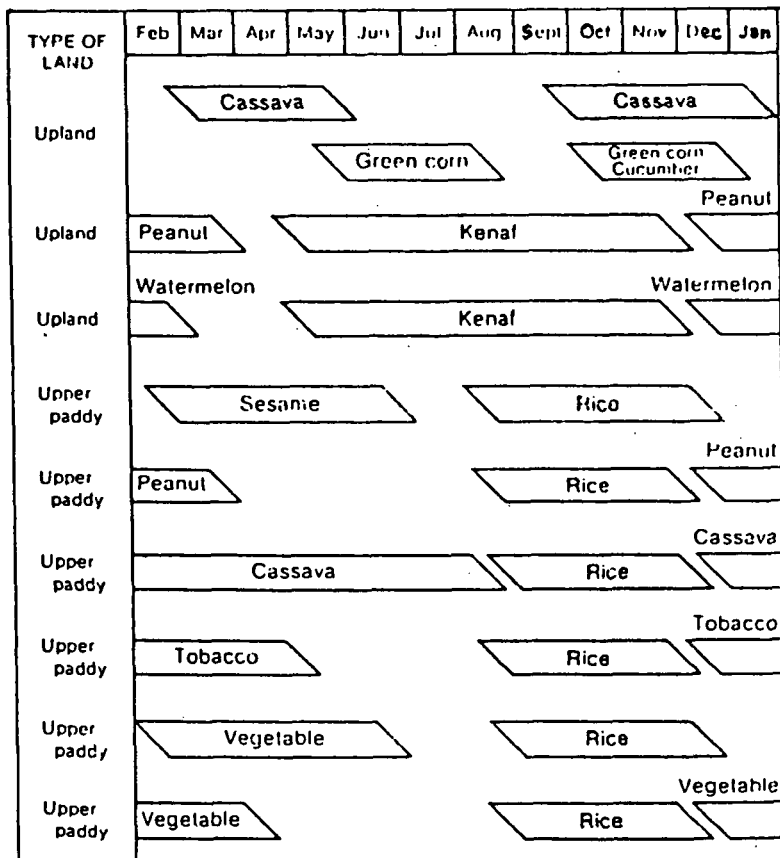 TYPE OF LAND Feb Mar Apr May Jun Jul Aug Sept Oct Nov Dec Jan
Upland Cassava Cassava
Green corn Green corn
Cucumber
Peanut
Upland Peanut Kenaf
Watermelon Watermelon
Upland Kenaf
Upper paddy Sesame Rice
Peanut
Upper paddy Peanut Rice
Cassava
Upper paddy Cassava Rice
Tobacco
Upper paddy Tobacco Rice
Upper paddy Vegetable Rice
Vegetable
Upper paddy Vegetable Rice